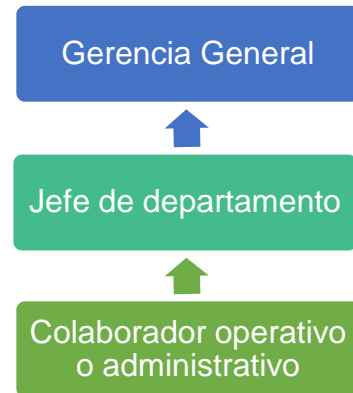 Gerencia General
Jefe de departamento
Colaborador operativo
o administrativo